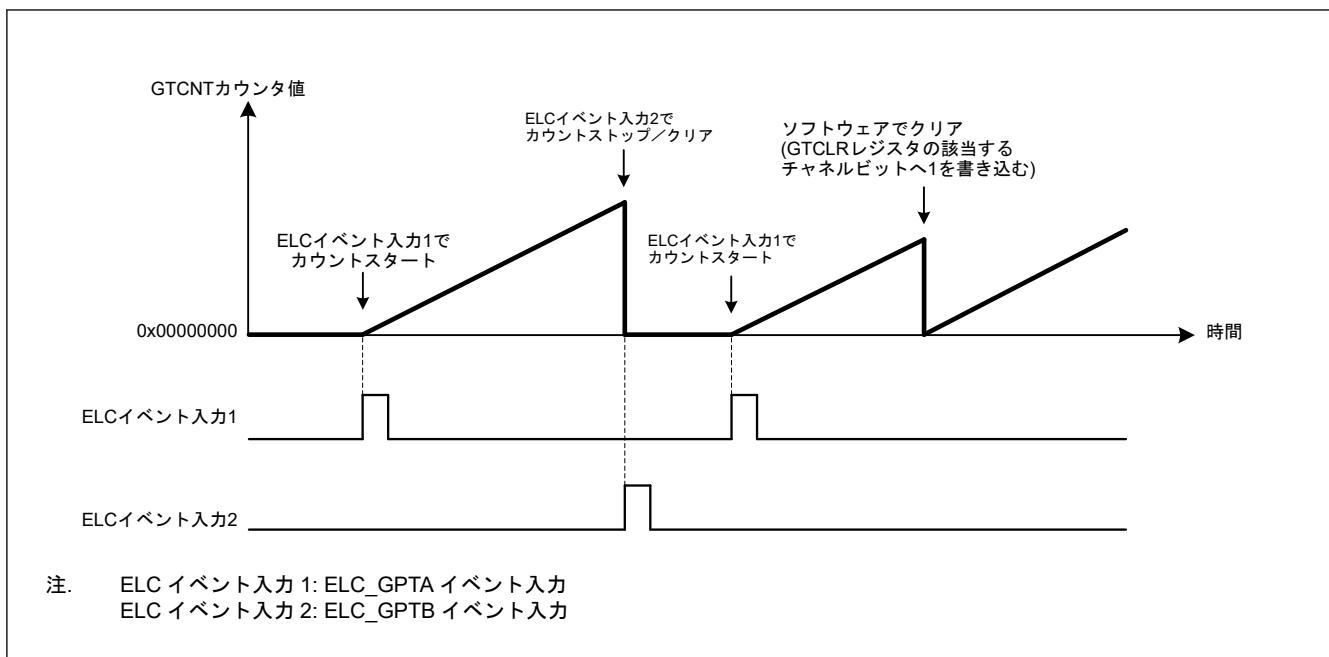 GTCNTカウンタ値
ELCイベント入力2で
カウントストップ／クリア
ソフトウェアでクリア
(GTCLRレジスタの該当する
チャネルビットへ1を書き込む)
ELCイベント入力1で
カウントスタート
ELCイベント入力1で
カウントスタート
0x00000000
時間
ELCイベント入力1
ELCイベント入力2
注. ELC イベント入力 1: ELC_GPTA イベント入力
ELC イベント入力 2: ELC_GPTB イベント入力